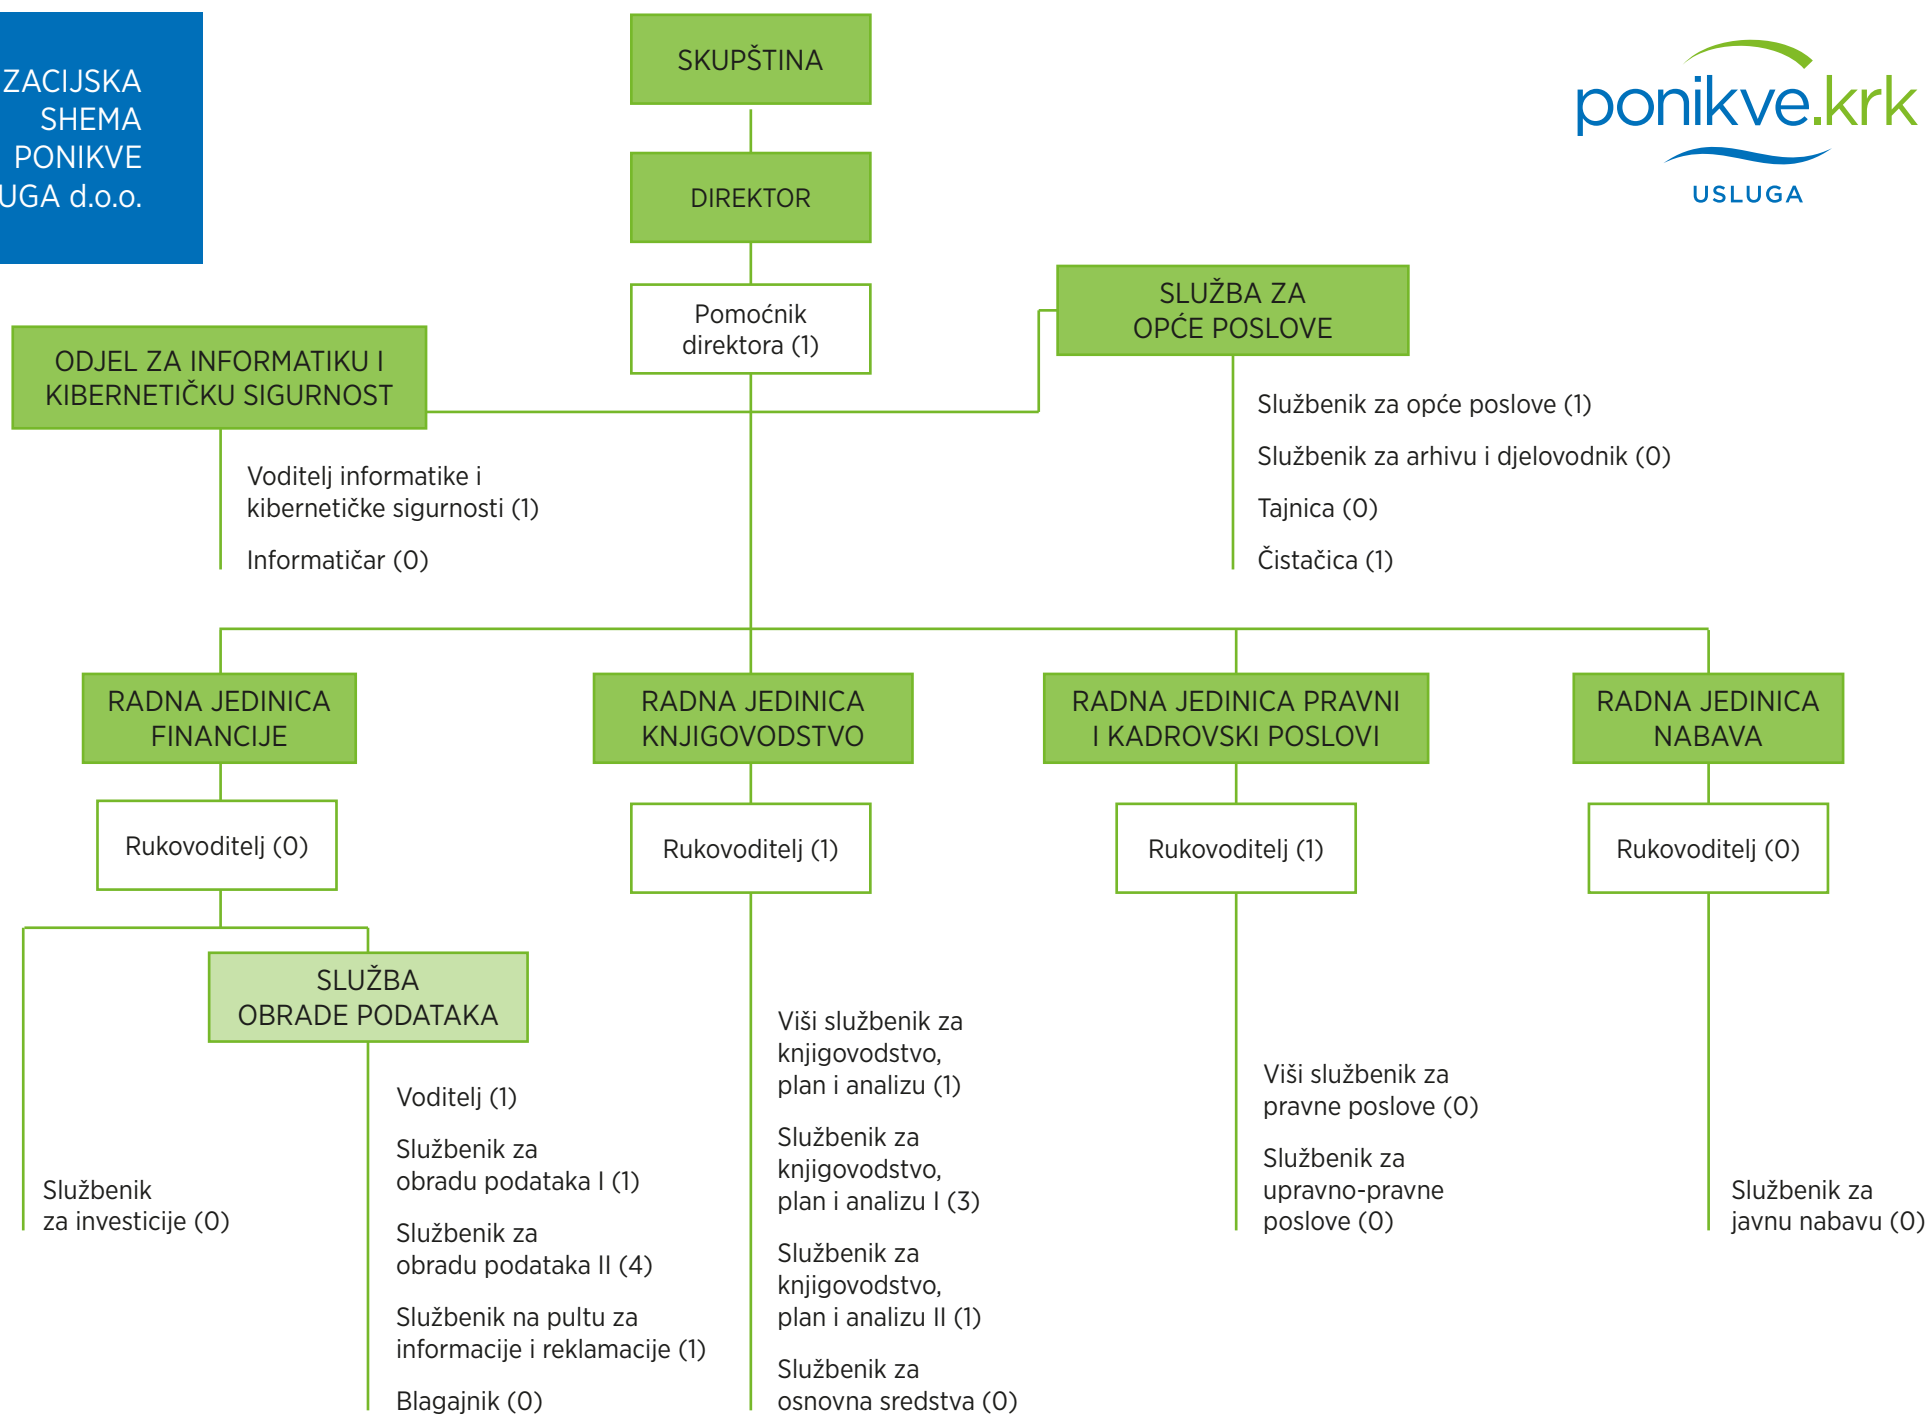 ZACIJSKA
SHEMA
PONIKVE
UGA d.o.o.
SKUPŠTINA
DIREKTOR
Pomoćnik
direktora (1)
ponikve.krk
USLUGA
SLUŽBA ZA
OPĆE POSLOVE
Službenik za opće poslove (1)
Službenik za arhivu i djelovodnik (0)
Tajnica (0)
Čistačica (1)
ODJEL ZA INFORMATIKU I
KIBERNETIČKU SIGURNOST
Voditelj informatike i
kibernetičke sigurnosti (1)
Informatičar (0)
RADNA JEDINICA
FINANCIJE
Rukovoditelj (0)
Službenik
za investicije (0)
SLUŽBA
OBRADE PODATAKA
Voditelj (1)
Službenik za
obradu podataka I (1)
Službenik za
obradu podataka II (4)
Službenik na pultu za
informacije i reklamacije (1)
Blagajnik (0)
RADNA JEDINICA
KNJIGOVODSTVO
Rukovoditelj (1)
Viši službenik za
knjigovodstvo,
plan i analizu (1)
Službenik za
knjigovodstvo,
plan i analizu I (3)
Službenik za
knjigovodstvo,
plan i analizu II (1)
Službenik za
osnovna sredstva (0)
RADNA JEDINICA PRAVNI
I KADROVSKI POSLOVI
Rukovoditelj (1)
Viši službenik za
pravne poslove (0)
Službenik za
upravno-pravne
poslove (0)
RADNA JEDINICA
NABAVA
Rukovoditelj (0)
Službenik za
javnu nabavu (0)